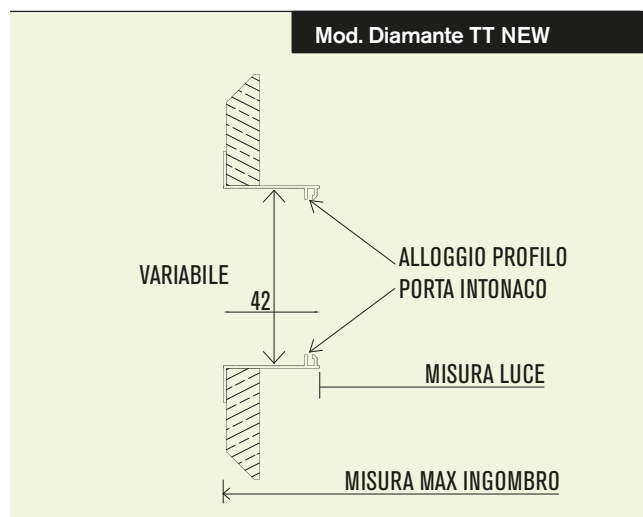 Mod. Diamante TT NEW
ALLOGGIO PROFILO
PORTA INTONACO
VARIABILE
42
MISURA LUCE
MISURA MAX INGOMBRO